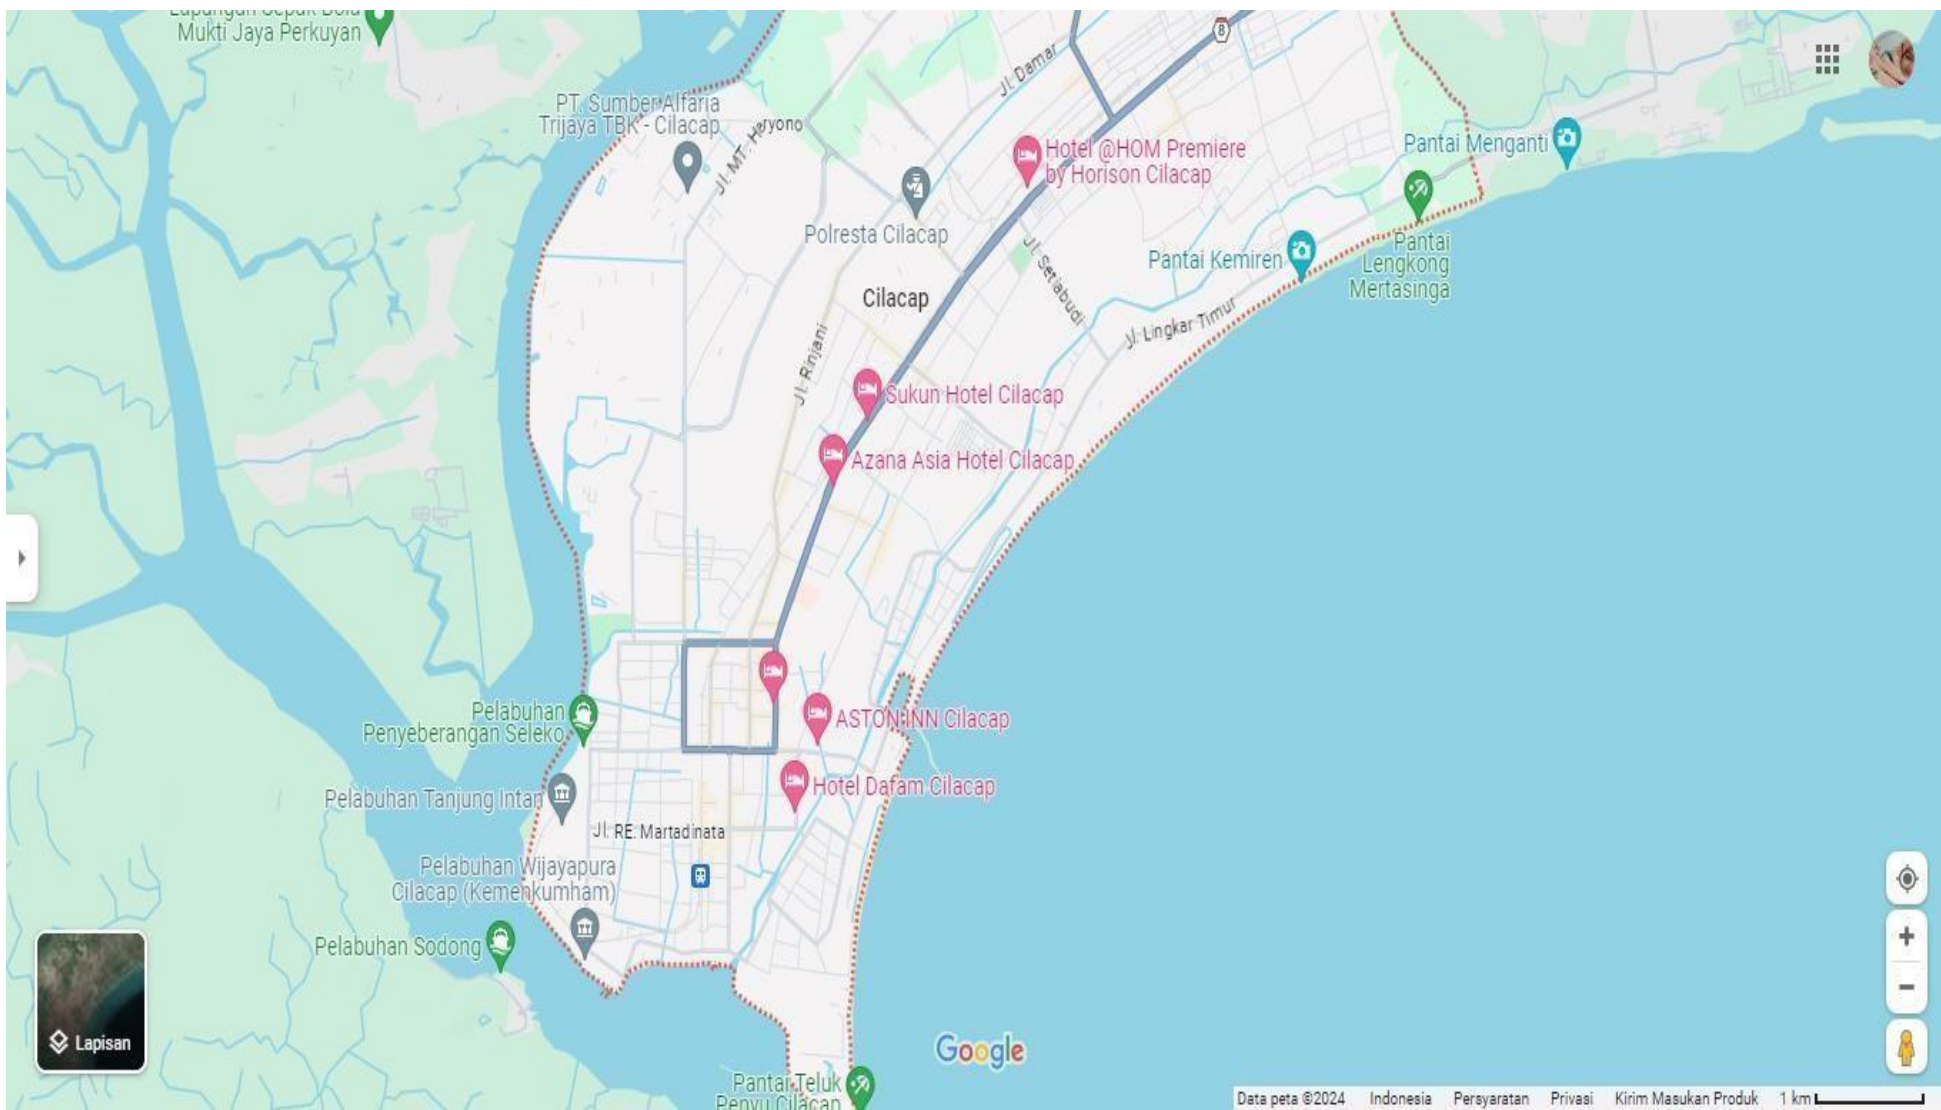 Lapangan Sepak Bola
Mukti Jaya Perkuyan
8
Jl. Damar
PT. Sumber Alfaria
Trijaya TBK - Cilacap
Jl. MT. Haryono
Hotel @HOM Premiere
by Horison Cilacap
Pantai Menganti
Polresta Cilacap
Jl. Setiabudi
Pantai Kemiren
Pantai
Lengkong
Mertasinga
Cilacap
Jl. Lingkar Timur
Jl. Rinjani
Sukun Hotel Cilacap
Azana Asia Hotel Cilacap
Pelabuhan
Penyeberangan Seleko
ASTON INN Cilacap
Hotel Dafam Cilacap
Pelabuhan Tanjung Intan
Jl. RE. Martadinata
Pelabuhan Wijayapura
Cilacap (Kemenkumham)
Pelabuhan Sodong
Lapisan
Google
Pantai Teluk
Penyu Cilacap
Data peta ©2024 Indonesia Persyaratan Privasi Kirim Masukan Produk 1 km